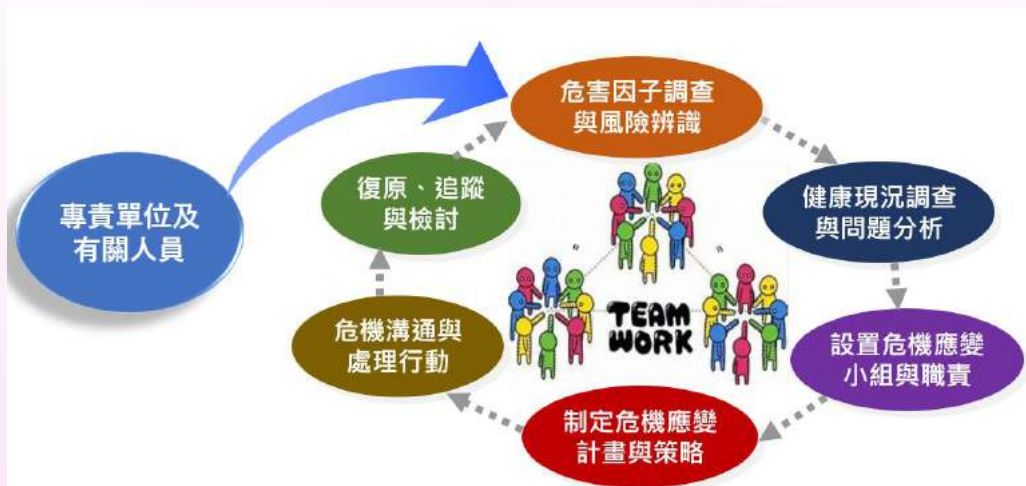 專責單位及
有關人員
危害因子調查
與風險辨識
健康現況調查
與問題分析
設置危機應變
小組與職責
制定危機應變
計畫與策略
危機溝通與
處理行動
復原、追蹤
與檢討
TEAM
WORK